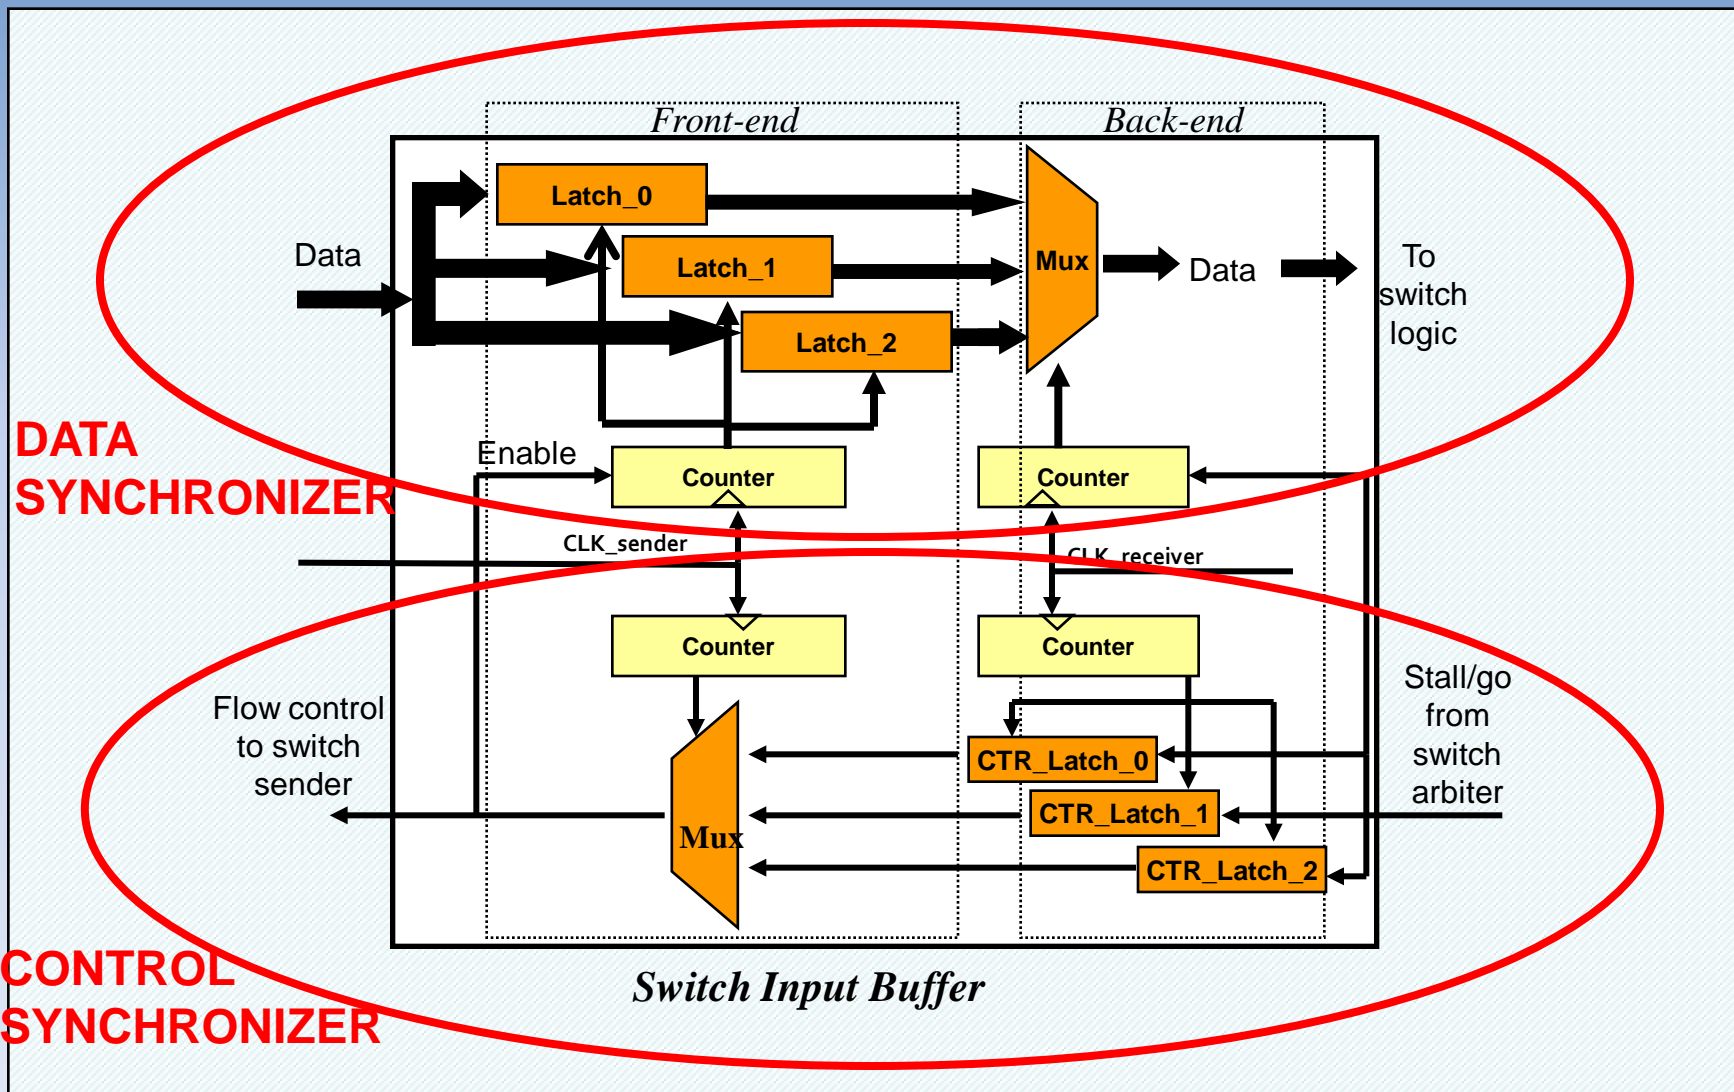 Front-end
Back-end
Latch_0
Latch_1
Latch_2
Mux
Data
Data
To
switch
logic
DATA
SYNCHRONIZER
Enable
Counter
Counter
CLK_sender
CLK_receiver
Counter
Counter
Flow control
to switch
sender
Stall/go
from
switch
arbiter
CTR_Latch_0
CTR_Latch_1
CTR_Latch_2
Mux
CONTROL
SYNCHRONIZER
Switch Input Buffer